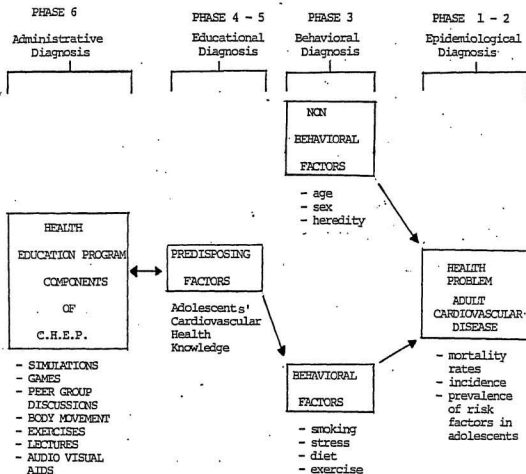 PHASE 6
Administrative
Diagnosis
PHASE 4 - 5
Educational
Diagnosis
PHASE 3
Behavioral
Diagnosis
PHASE 1 - 2
Epidemiological
Diagnosis
NON
BEHAVIORAL
FACTORS
- age
- sex
- heredity
HEALTH
EDUCATION PROGRAM
COMPONENTS
OF
C.H.E.P.
- SIMULATIONS
- GAMES
- PEER GROUP
DISCUSSIONS
- BODY MOVEMENT
- EXERCISES
- LECTURES
- AUDIO VISUAL
AIDS
PREDISPOSING
FACTORS
Adolescents'
Cardiovascular
Health
Knowledge
BEHAVIORAL
FACTORS
- smoking
- stress
- diet
- exercise
HEALTH
PROBLEM
ADULT
CARDIOVASCULAR
DISEASE
- mortality
rates
- incidence
- prevalence
of risk
factors in
adolescents